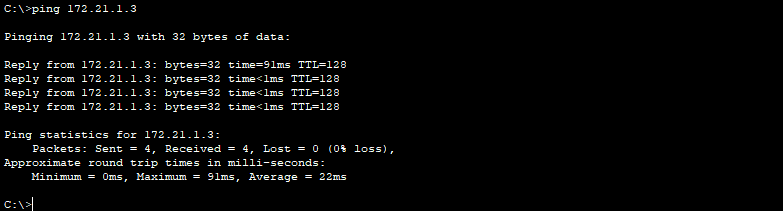 C:\>ping 172.21.1.3
Pinging 172.21.1.3 with 32 bytes of data:
Reply from 172.21.1.3: bytes=32 time=91ms TTL=128
Reply from 172.21.1.3: bytes=32 time<1ms TTL=128
Reply from 172.21.1.3: bytes=32 time<1ms TTL=128
Reply from 172.21.1.3: bytes=32 time<1ms TTL=128
Ping statistics for 172.21.1.3:
Packets: Sent = 4, Received = 4, Lost = 0 (0% loss),
Approximate round trip times in milli-seconds:
Minimum = 0ms, Maximum = 91ms, Average = 22ms
C:\>